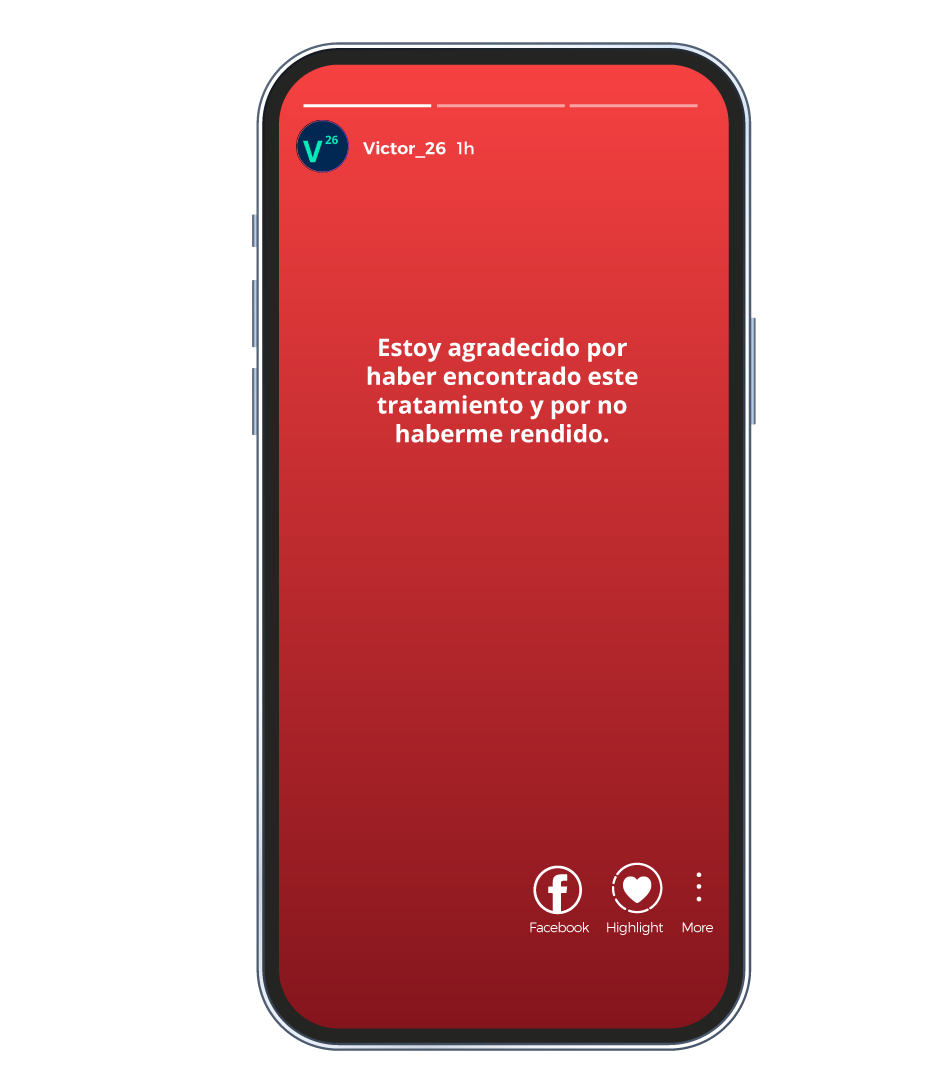 V26
Victor_26 1h
Estoy agradecido por
haber encontrado este
tratamiento y por no
haberme rendido.
Facebook Highlight More